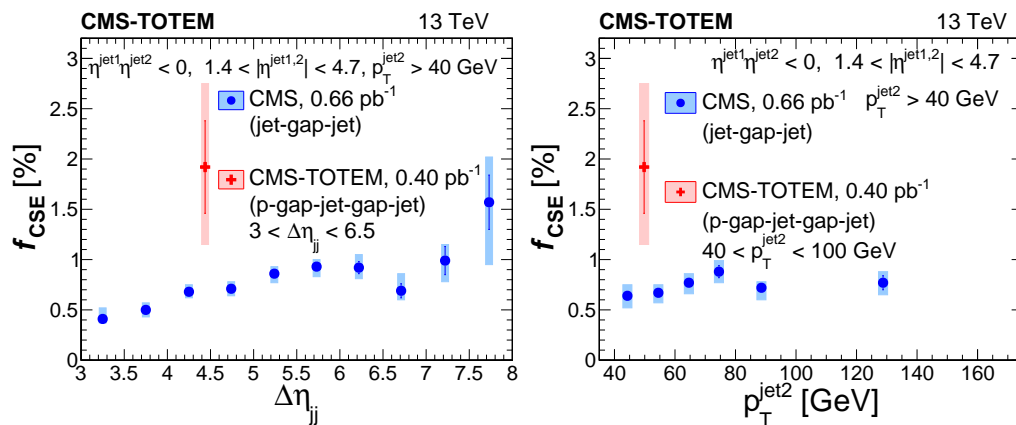 CMS-TOTEM 13 TeV
η^jet1 η^jet2 < 0, 1.4 < |η^jet1,2| < 4.7, p_T^jet2 > 40 GeV
CMS, 0.66 pb⁻¹
(jet-gap-jet)
CMS-TOTEM, 0.40 pb⁻¹
(p-gap-jet-gap-jet)
3 < Δη_jj < 6.5
f_CSE [%]
3
2.5
2
1.5
1
0.5
0
3 3.5 4 4.5 5 5.5 6 6.5 7 7.5 8
Δη_jj
CMS-TOTEM 13 TeV
η^jet1 η^jet2 < 0, 1.4 < |η^jet1,2| < 4.7
CMS, 0.66 pb⁻¹ p_T^jet2 > 40 GeV
(jet-gap-jet)
CMS-TOTEM, 0.40 pb⁻¹
(p-gap-jet-gap-jet)
40 < p_T^jet2 < 100 GeV
f_CSE [%]
3
2.5
2
1.5
1
0.5
0
40 60 80 100 120 140 160
p_T^jet2 [GeV]